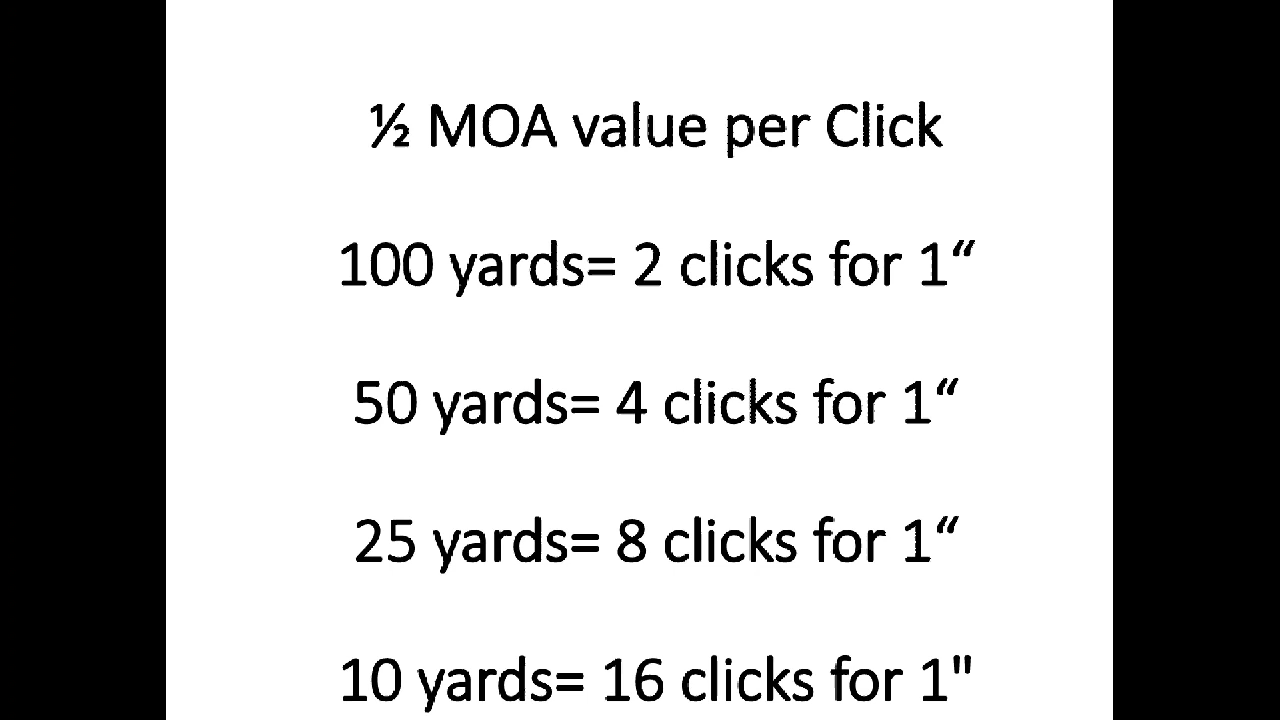 ½ MOA value per Click
100 yards= 2 clicks for 1“
50 yards= 4 clicks for 1“
25 yards= 8 clicks for 1“
10 yards= 16 clicks for 1"